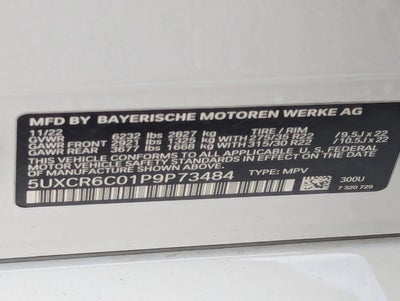 MFD BY BAYERISCHE MOTOREN WERKE AG
11/22
GVWR 6232 lbs 2827 kg TIRE / RIM
GAWR FRONT 2921 lbs 1325 kg 275/35 R22 / 9.5J x 22
GAWR REAR 3677 lbs 1668 kg 315/30 R22 / 10.5J x 22
THIS VEHICLE CONFORMS TO ALL APPLICABLE FEDERAL
MOTOR VEHICLE SAFETY STANDARDS IN EFFECT ON THE
DATE OF MANUFACTURE SHOWN ABOVE.
5UXCR6C01P9P73484 TYPE: MPV 300U
7 320 729